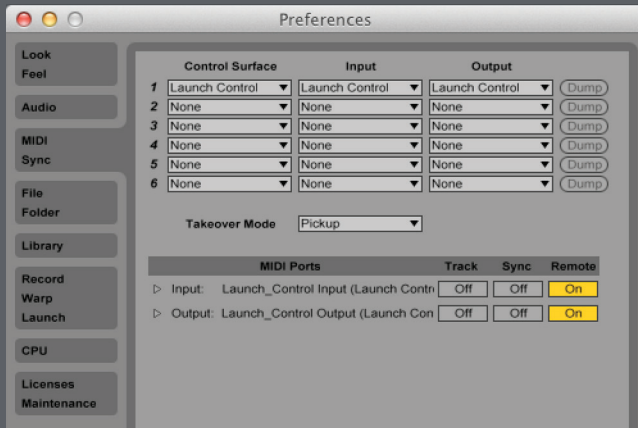 Preferences
Look
Feel
Audio
MIDI
Sync
File
Folder
Library
Record
Warp
Launch
CPU
Licenses
Maintenance
Control Surface Input Output
1 Launch Control Launch Control Launch Control Dump
2 None None None Dump
3 None None None Dump
4 None None None Dump
5 None None None Dump
6 None None None Dump
Takeover Mode Pickup
MIDI Ports Track Sync Remote
Input: Launch_Control Input (Launch Contr Off Off On
Output: Launch_Control Output (Launch Con Off Off On